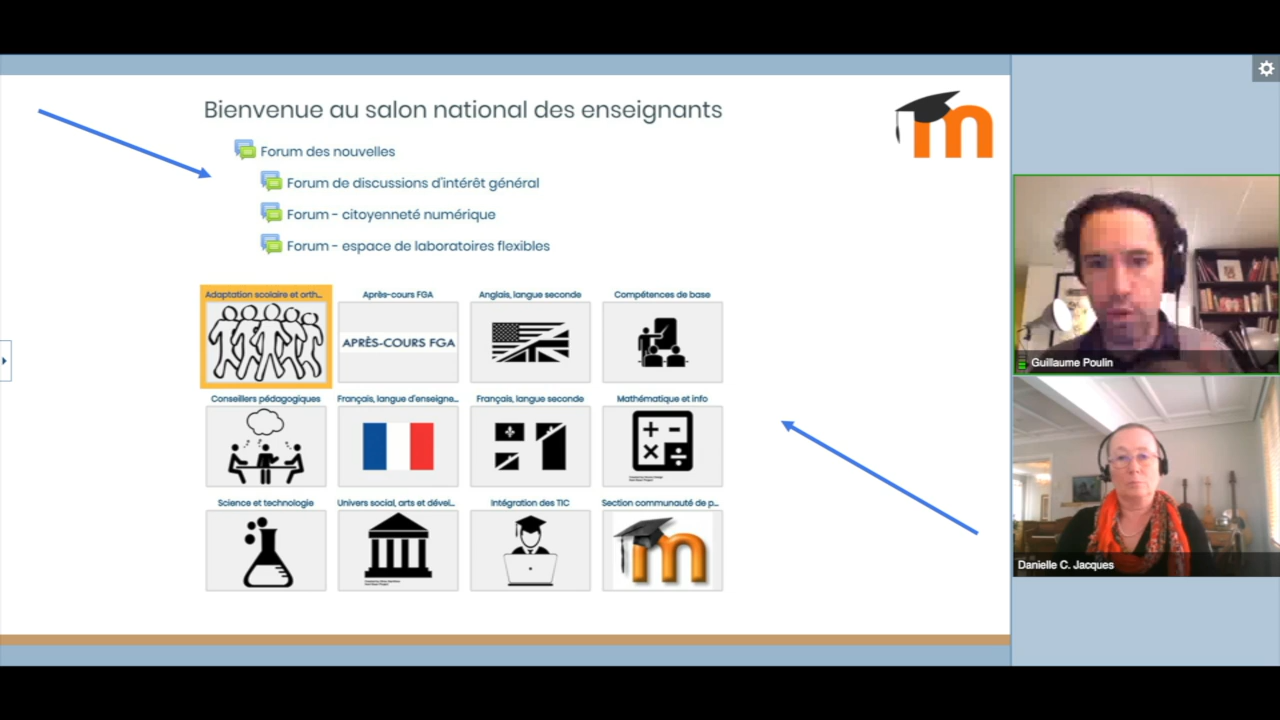 Bienvenue au salon national des enseignants
m
Forum des nouvelles
Forum de discussions d'intérêt général
Forum - citoyenneté numérique
Forum - espace de laboratoires flexibles
Adaptation scolaire et orth...
Après-cours FGA
Anglais, langue seconde
Compétences de base
APRÈS-COURS FGA
Conseillers pédagogiques
Français, langue d'enseigne...
Français, langue seconde
Mathématique et info
Science et technologie
Univers social, arts et dével...
Intégration des TIC
Section communauté de p...
m
Guillaume Poulin
Danielle C. Jacques